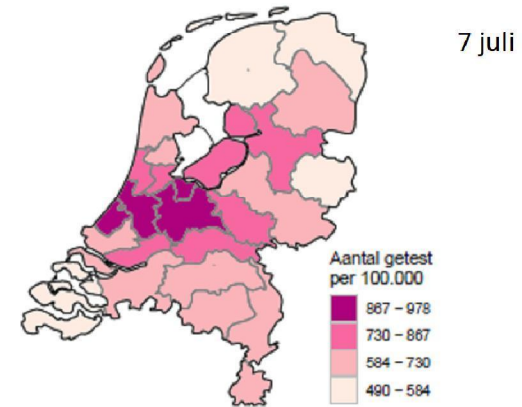 7 juli
Aantal getest
per 100.000
867 – 978
730 – 867
584 – 730
490 – 584